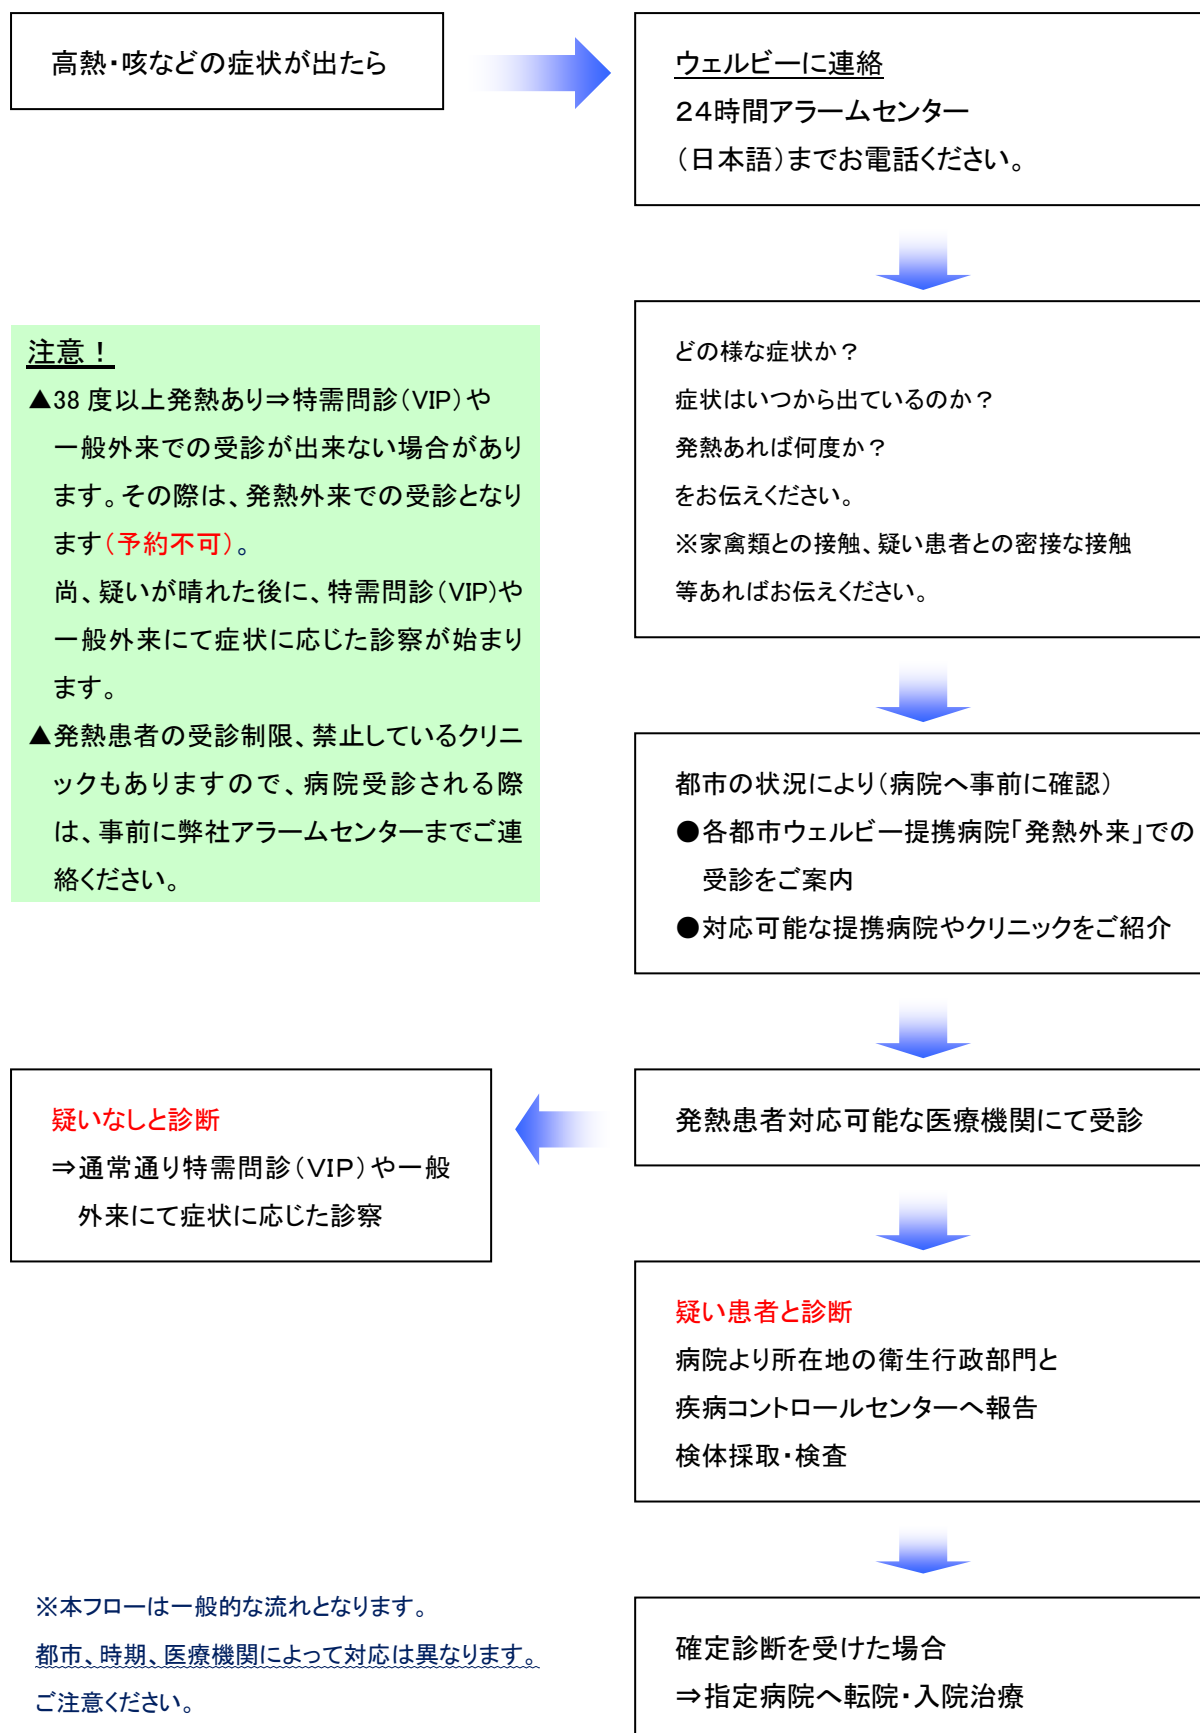 高熱・咳などの症状が出たら
ウェルビーに連絡
24時間アラームセンター
（日本語）までお電話ください。
どの様な症状か？
症状はいつから出ているのか？
発熱あれば何度か？
をお伝えください。
※家禽類との接触、疑い患者との密接な接触
等あればお伝えください。
注意！
▲38 度以上発熱あり⇒特需問診（VIP）や
一般外来での受診が出来ない場合があり
ます。その際は、発熱外来での受診となり
ます（予約不可）。
尚、疑いが晴れた後に、特需問診（VIP）や
一般外来にて症状に応じた診察が始まり
ます。
▲発熱患者の受診制限、禁止しているクリニ
ックもありますので、病院受診される際
は、事前に弊社アラームセンターまでご連
絡ください。
都市の状況により（病院へ事前に確認）
●各都市ウェルビー提携病院「発熱外来」での
受診をご案内
●対応可能な提携病院やクリニックをご紹介
発熱患者対応可能な医療機関にて受診
疑いなしと診断
⇒通常通り特需問診（VIP）や一般
外来にて症状に応じた診察
疑い患者と診断
病院より所在地の衛生行政部門と
疾病コントロールセンターへ報告
検体採取・検査
確定診断を受けた場合
⇒指定病院へ転院・入院治療
※本フローは一般的な流れとなります。
都市、時期、医療機関によって対応は異なります。
ご注意ください。